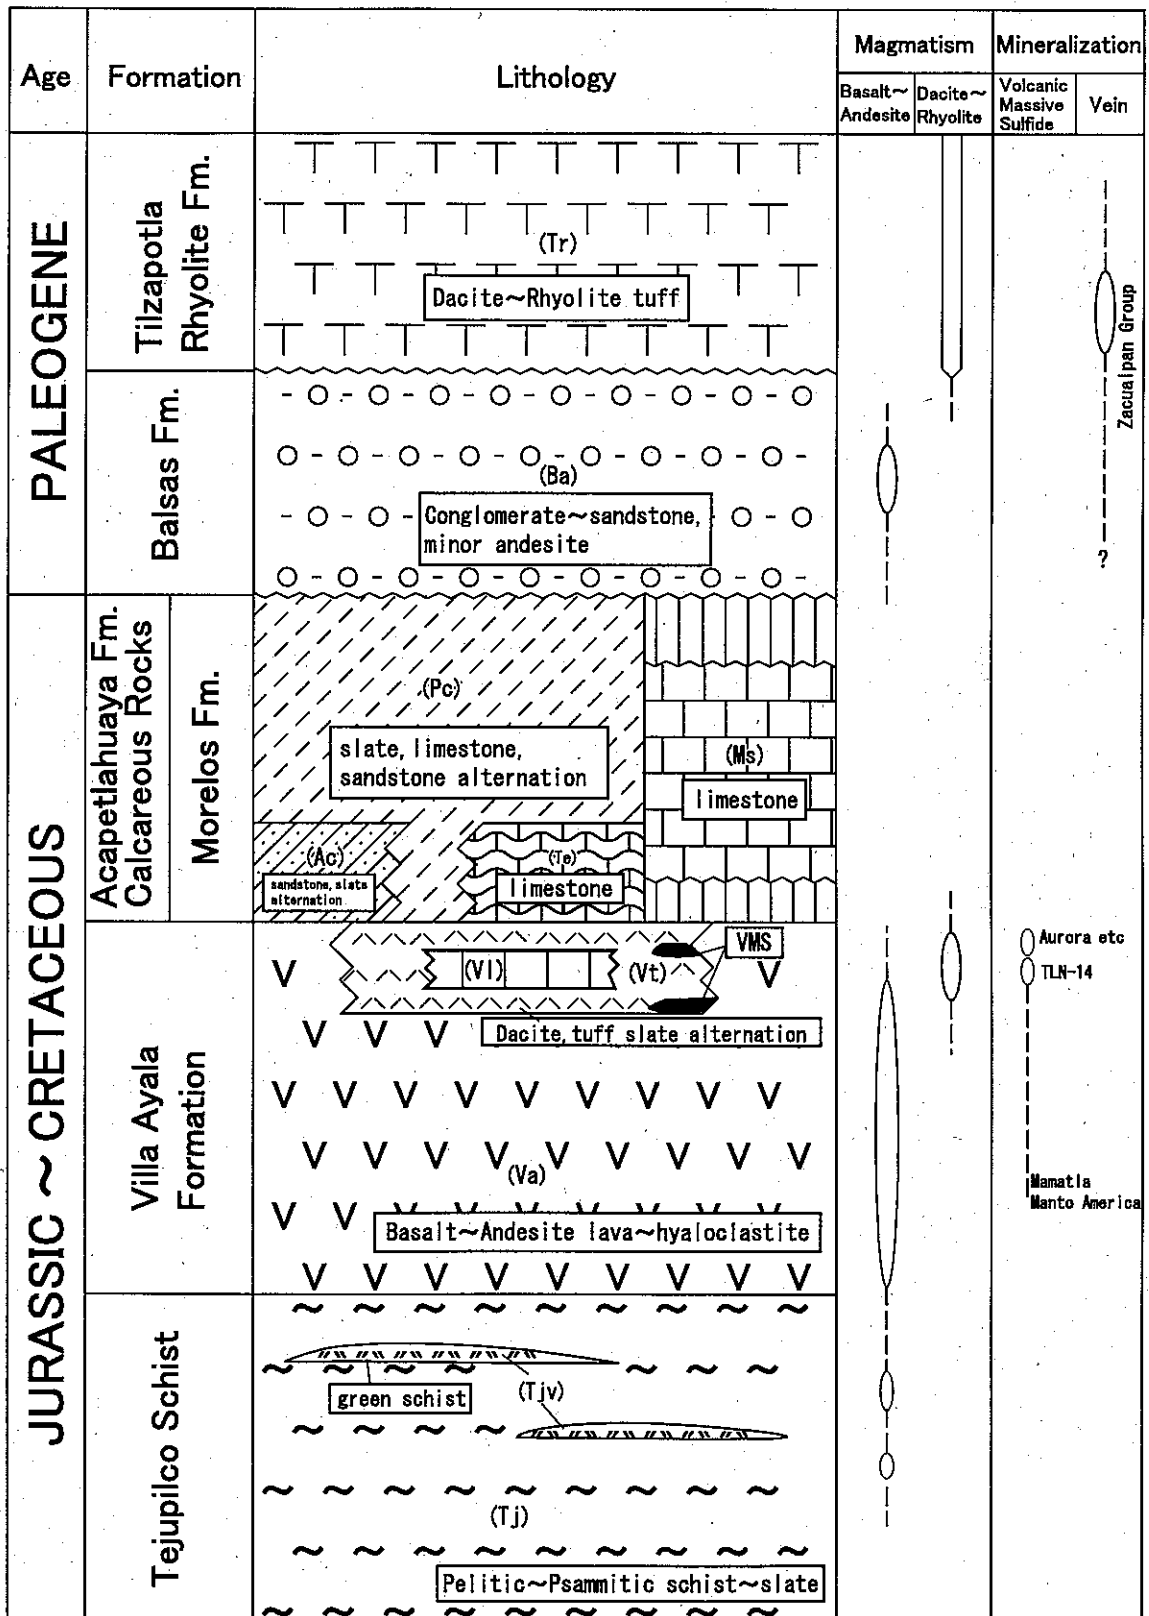 Age
Formation
Lithology
Magmatism
Mineralization
Basalt~
Andesite
Dacite~
Rhyolite
Volcanic
Massive
Sulfide
Vein
PALEOGENE
Tilzapotla
Rhyolite Fm.
(Tr)
Dacite~Rhyolite tuff
Zacualpan Group
Balsas Fm.
(Ba)
Conglomerate~sandstone,
minor andesite
?
JURASSIC ~ CRETACEOUS
Acapetlahuaya Fm.
Calcareous Rocks
Morelos Fm.
(Pc)
slate, limestone,
sandstone alternation
(Ms)
limestone
(Ac)
sandstone, slate
alternation
(Te)
limestone
Villa Ayala
Formation
VMS
(Vl)
(Vt)
Dacite, tuff slate alternation
Aurora etc
TLN-14
(Va)
Basalt~Andesite lava~hyaloclastite
Mamatla
Manto America
Tejupilco Schist
green schist
(Tjv)
(Tj)
Pelitic~Psammitic schist~slate